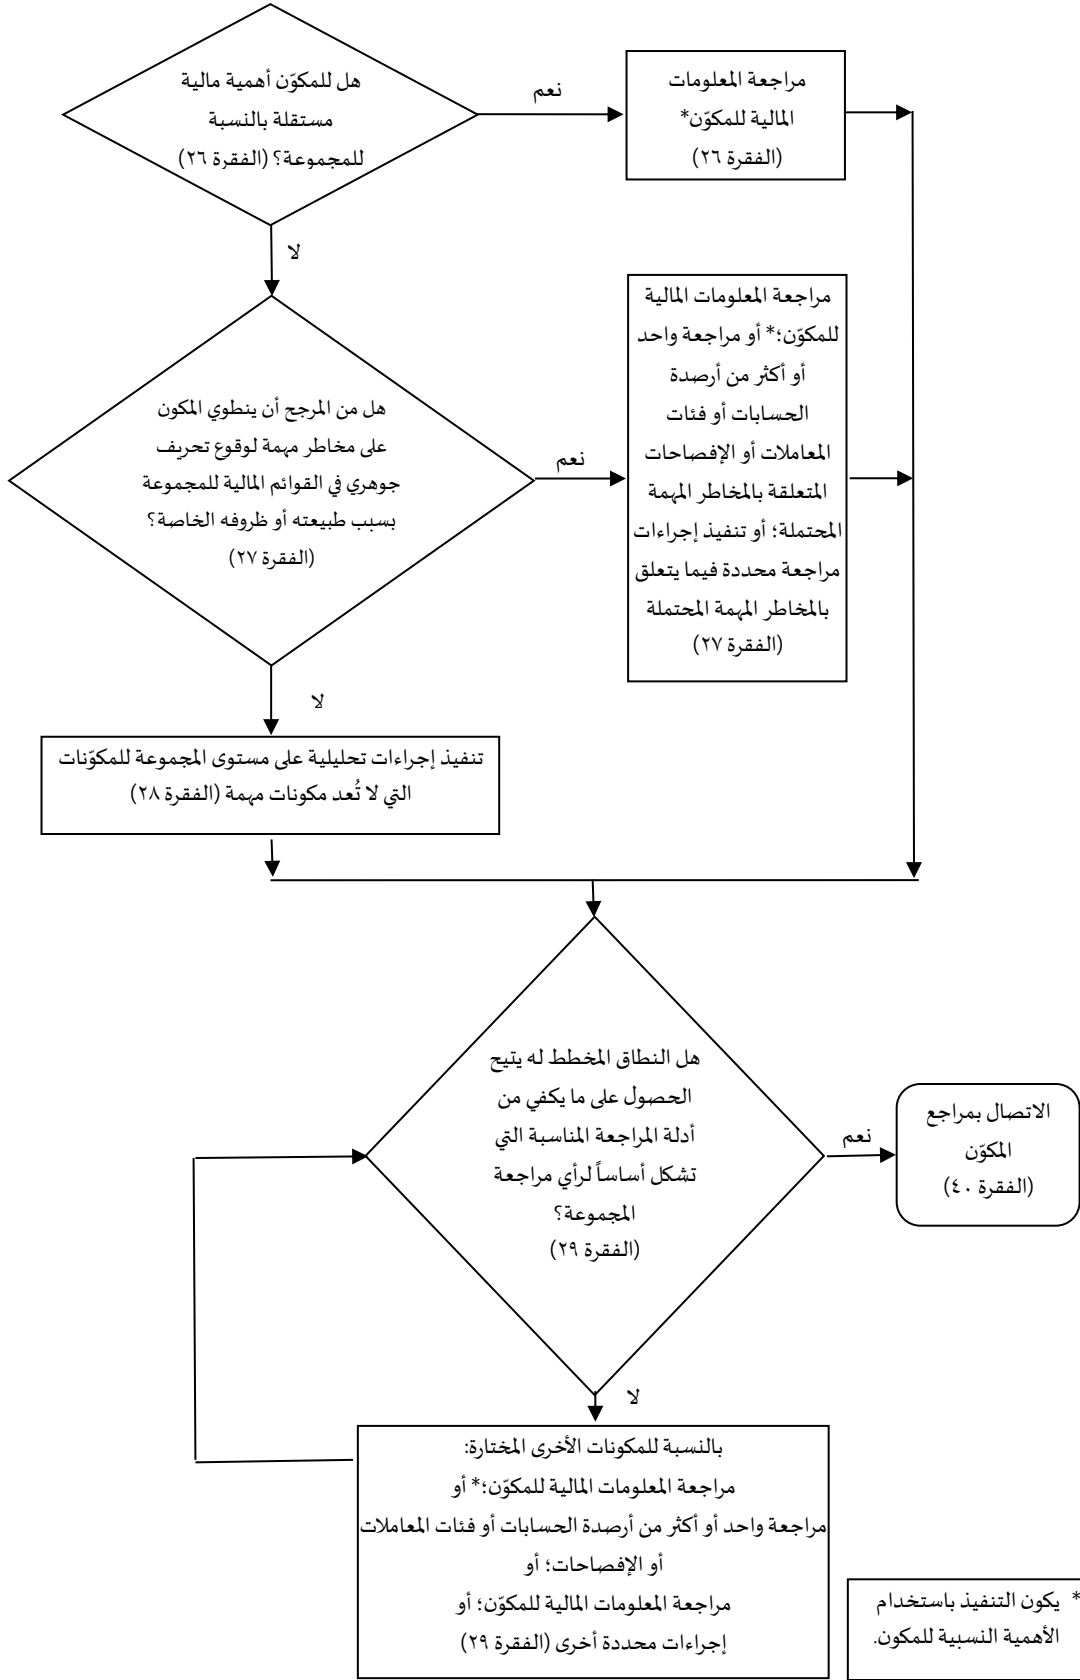 هل للمكوّن أهمية مالية
مستقلة بالنسبة
للمجموعة؟ (الفقرة ٢٦)
نعم
مراجعة المعلومات
المالية للمكوّن*
(الفقرة ٢٦)
لا
هل من المرجح أن ينطوي المكون
على مخاطر مهمة لوقوع تحريف
جوهري في القوائم المالية للمجموعة
بسبب طبيعته أو ظروفه الخاصة؟
(الفقرة ٢٧)
نعم
مراجعة المعلومات المالية
للمكوّن؛* أو مراجعة واحد
أو أكثر من أرصدة
الحسابات أو فئات
المعاملات أو الإفصاحات
المتعلقة بالمخاطر المهمة
المحتملة؛ أو تنفيذ إجراءات
مراجعة محددة فيما يتعلق
بالمخاطر المهمة المحتملة
(الفقرة ٢٧)
لا
تنفيذ إجراءات تحليلية على مستوى المجموعة للمكوّنات
التي لا تُعد مكونات مهمة (الفقرة ٢٨)
هل النطاق المخطط له يتيح
الحصول على ما يكفي من
أدلة المراجعة المناسبة التي
تشكل أساساً لرأي مراجعة
المجموعة؟
(الفقرة ٢٩)
نعم
الاتصال بمراجع
المكوّن
(الفقرة ٤٠)
لا
بالنسبة للمكونات الأخرى المختارة:
مراجعة المعلومات المالية للمكوّن؛* أو
مراجعة واحد أو أكثر من أرصدة الحسابات أو فئات المعاملات
أو الإفصاحات؛ أو
مراجعة المعلومات المالية للمكوّن؛ أو
إجراءات محددة أخرى (الفقرة ٢٩)
* يكون التنفيذ باستخدام
الأهمية النسبية للمكون.